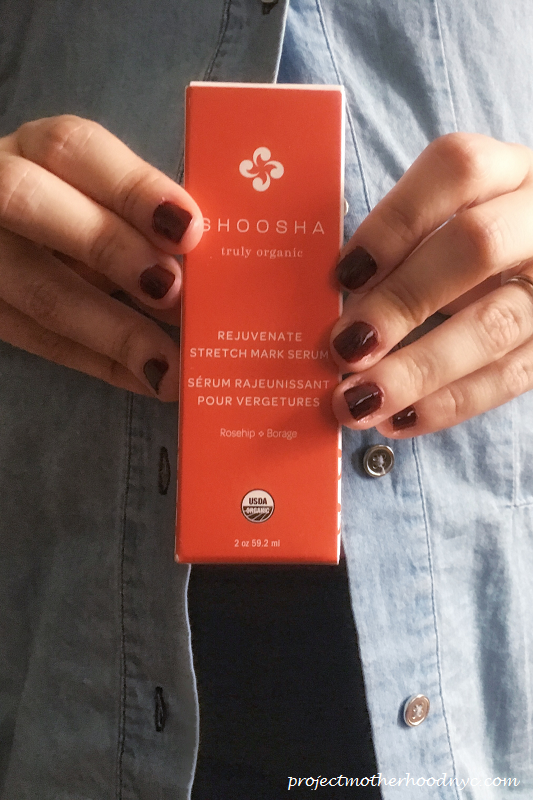 SHOOSHA
truly organic
REJUVENATE
STRETCH MARK SERUM
SÉRUM RAJEUNISSANT
POUR VERGETURES
Rosehip + Borage
USDA
ORGANIC
2 oz 59.2 ml
projectmotherhoodnyc.com